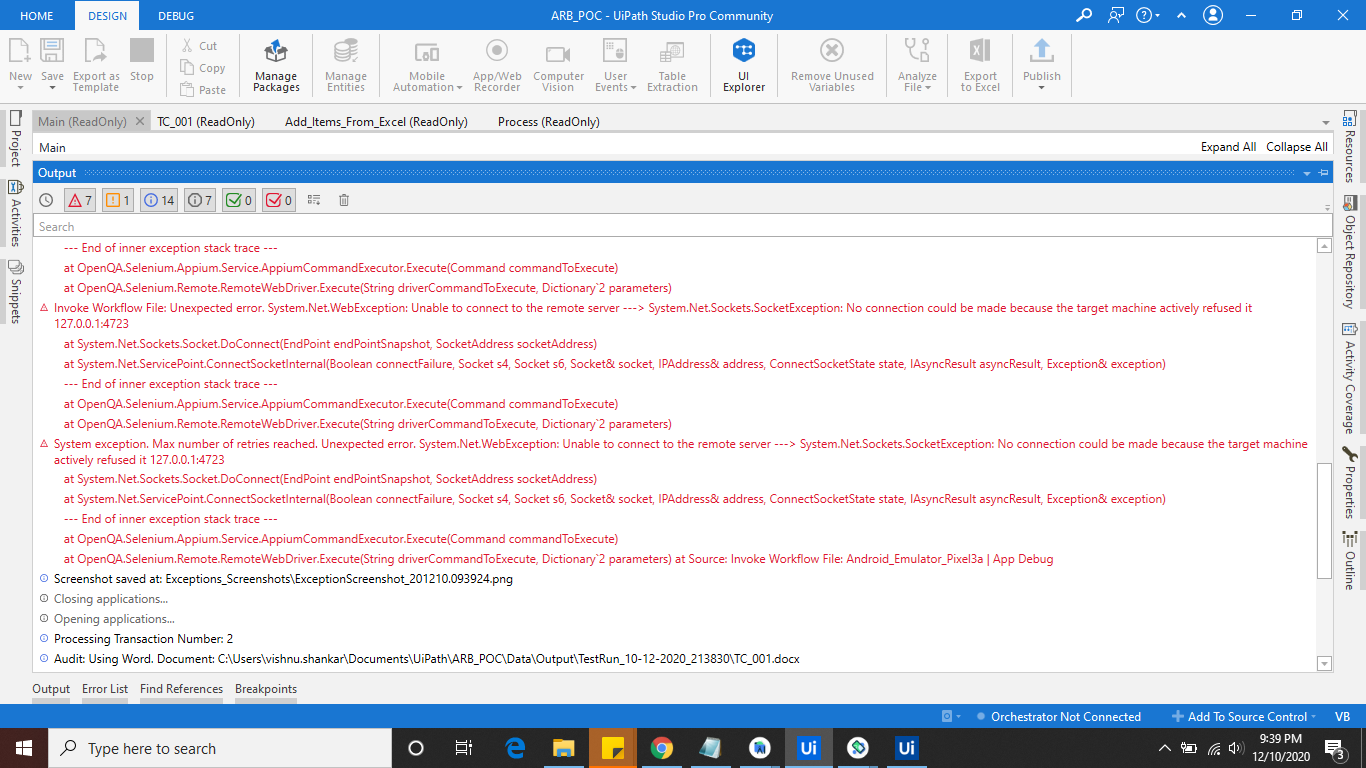 HOME
DESIGN
DEBUG
ARB_POC - UiPath Studio Pro Community
New
Save
Export as Template
Stop
Cut
Copy
Paste
Manage Packages
Manage Entities
Mobile Automation
App/Web Recorder
Computer Vision
User Events
Table Extraction
UI Explorer
Remove Unused Variables
Analyze File
Export to Excel
Publish
Main (ReadOnly)
TC_001 (ReadOnly)
Add_Items_From_Excel (ReadOnly)
Process (ReadOnly)
Project
Activities
Snippets
Main
Expand All
Collapse All
Output
7
1
14
7
0
0
Search
--- End of inner exception stack trace ---
at OpenQA.Selenium.Appium.Service.AppiumCommandExecutor.Execute(Command commandToExecute)
at OpenQA.Selenium.Remote.RemoteWebDriver.Execute(String driverCommandToExecute, Dictionary`2 parameters)
Invoke Workflow File: Unexpected error. System.Net.WebException: Unable to connect to the remote server ---> System.Net.Sockets.SocketException: No connection could be made because the target machine actively refused it
127.0.0.1:4723
at System.Net.Sockets.Socket.DoConnect(EndPoint endPointSnapshot, SocketAddress socketAddress)
at System.Net.ServicePoint.ConnectSocketInternal(Boolean connectFailure, Socket s4, Socket s6, Socket& socket, IPAddress& address, ConnectSocketState state, IAsyncResult asyncResult, Exception& exception)
--- End of inner exception stack trace ---
at OpenQA.Selenium.Appium.Service.AppiumCommandExecutor.Execute(Command commandToExecute)
at OpenQA.Selenium.Remote.RemoteWebDriver.Execute(String driverCommandToExecute, Dictionary`2 parameters)
System exception. Max number of retries reached. Unexpected error. System.Net.WebException: Unable to connect to the remote server ---> System.Net.Sockets.SocketException: No connection could be made because the target machine
actively refused it 127.0.0.1:4723
at System.Net.Sockets.Socket.DoConnect(EndPoint endPointSnapshot, SocketAddress socketAddress)
at System.Net.ServicePoint.ConnectSocketInternal(Boolean connectFailure, Socket s4, Socket s6, Socket& socket, IPAddress& address, ConnectSocketState state, IAsyncResult asyncResult, Exception& exception)
--- End of inner exception stack trace ---
at OpenQA.Selenium.Appium.Service.AppiumCommandExecutor.Execute(Command commandToExecute)
at OpenQA.Selenium.Remote.RemoteWebDriver.Execute(String driverCommandToExecute, Dictionary`2 parameters) at Source: Invoke Workflow File: Android_Emulator_Pixel3a | App Debug
Screenshot saved at: Exceptions_Screenshots\ExceptionScreenshot_201210.093924.png
Closing applications...
Opening applications...
Processing Transaction Number: 2
Audit: Using Word. Document: C:\Users\vishnu.shankar\Documents\UiPath\ARB_POC\Data\Output\TestRun_10-12-2020_213830\TC_001.docx
Resources
Object Repository
Activity Coverage
Properties
Outline
Output
Error List
Find References
Breakpoints
Orchestrator Not Connected
Add To Source Control
VB
Type here to search
Ui
Ui
9:39 PM
12/10/2020
3